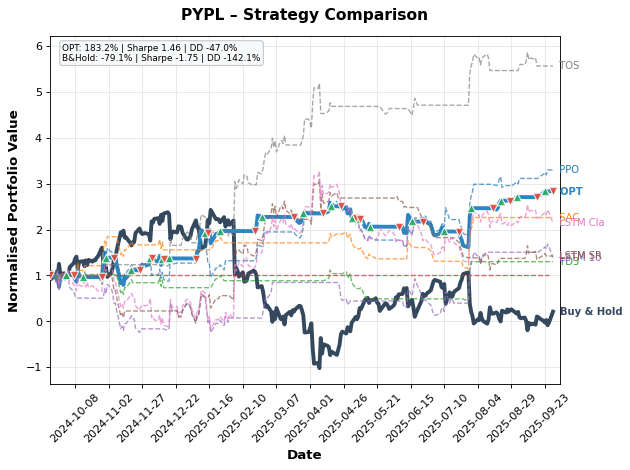 PYPL – Strategy Comparison
OPT: 183.2% | Sharpe 1.46 | DD -47.0%
B&Hold: -79.1% | Sharpe -1.75 | DD -142.1%
Normalised Portfolio Value
6
5
4
3
2
1
0
−1
TOS
PPO
OPT
SAC
LSTM Cla
LSTM SR
TD3
Buy & Hold
2024-10-08
2024-11-02
2024-11-27
2024-12-22
2025-01-16
2025-02-10
2025-03-07
2025-04-01
2025-04-26
2025-05-21
2025-06-15
2025-07-10
2025-08-04
2025-08-29
2025-09-23
Date